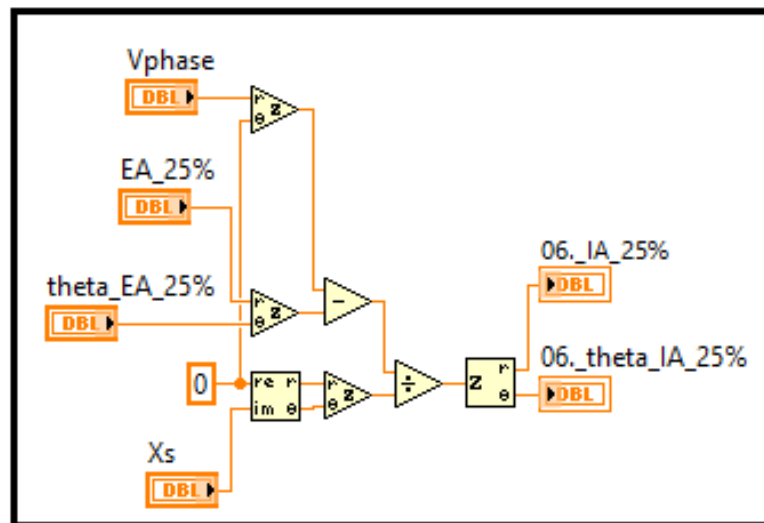 Vphase
DBL
r
θ z
EA_25%
DBL
theta_EA_25%
DBL
r
θ z
-
06._IA_25%
DBL
0
re r
im θ
r
θ z
÷
z r
θ
06._theta_IA_25%
DBL
Xs
DBL